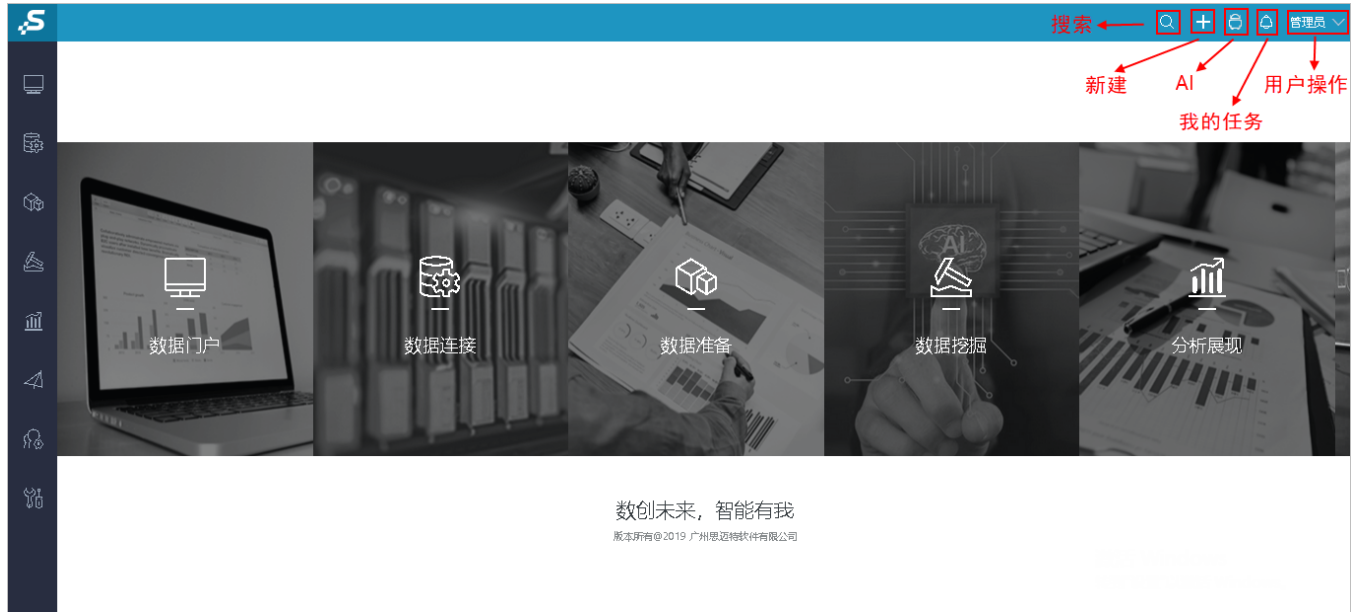 搜索
管理员
新建
AI
我的任务
用户操作
AI
数据门户
数据连接
数据准备
数据挖掘
分析展现
数创未来，智能有我
版本所有@2019 广州思迈特软件有限公司